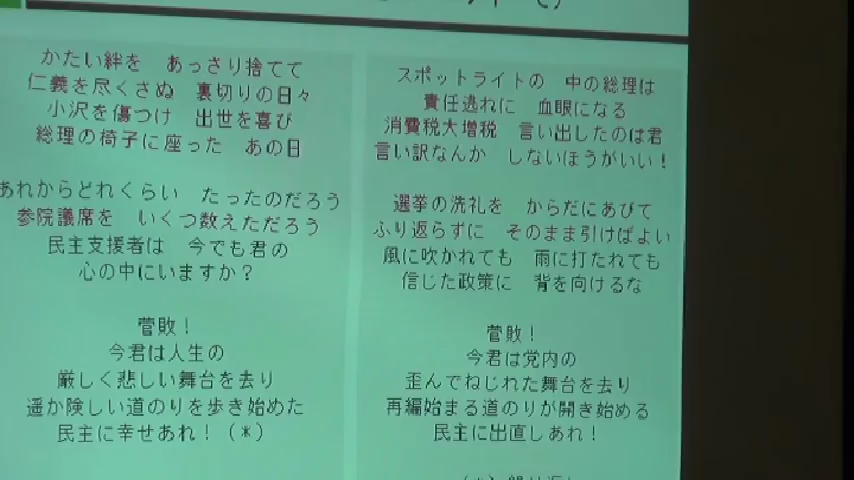 かたい絆を　あっさり捨てて
仁義を尽くさぬ　裏切りの日々
小沢を傷つけ　出世を喜び
総理の椅子に座った　あの日
あれからどれくらい　たったのだろう
参院議席を　いくつ数えただろう
民主支援者は　今でも君の
心の中にいますか？
菅敗！
今君は人生の
厳しく悲しい舞台を去り
遥か険しい道のりを歩き始めた
民主に幸せあれ！（*）
スポットライトの　中の総理は
責任逃れに　血眼になる
消費税大増税　言い出したのは君
言い訳なんか　しないほうがいい！
選挙の洗礼を　からだにあびて
ふり返らずに　そのまま引けばよい
風に吹かれても　雨に打たれても
信じた政策に　背を向けるな
菅敗！
今君は党内の
歪んでねじれた舞台を去り
再編始まる道のりが開き始める
民主に出直しあれ！